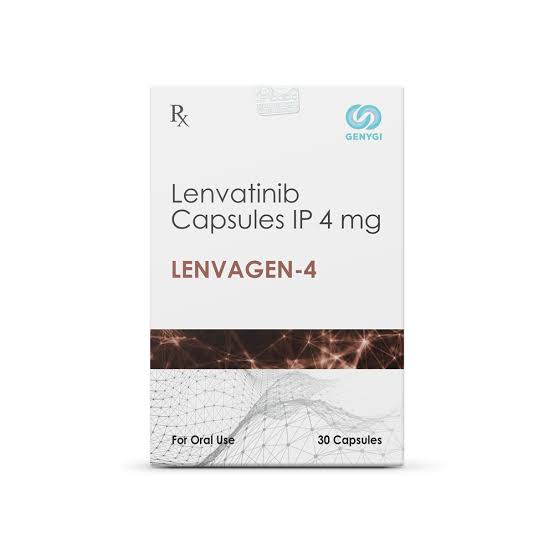 Rx
GENYGI
Lenvatinib
Capsules IP 4 mg
LENVAGEN-4
For Oral Use
30 Capsules